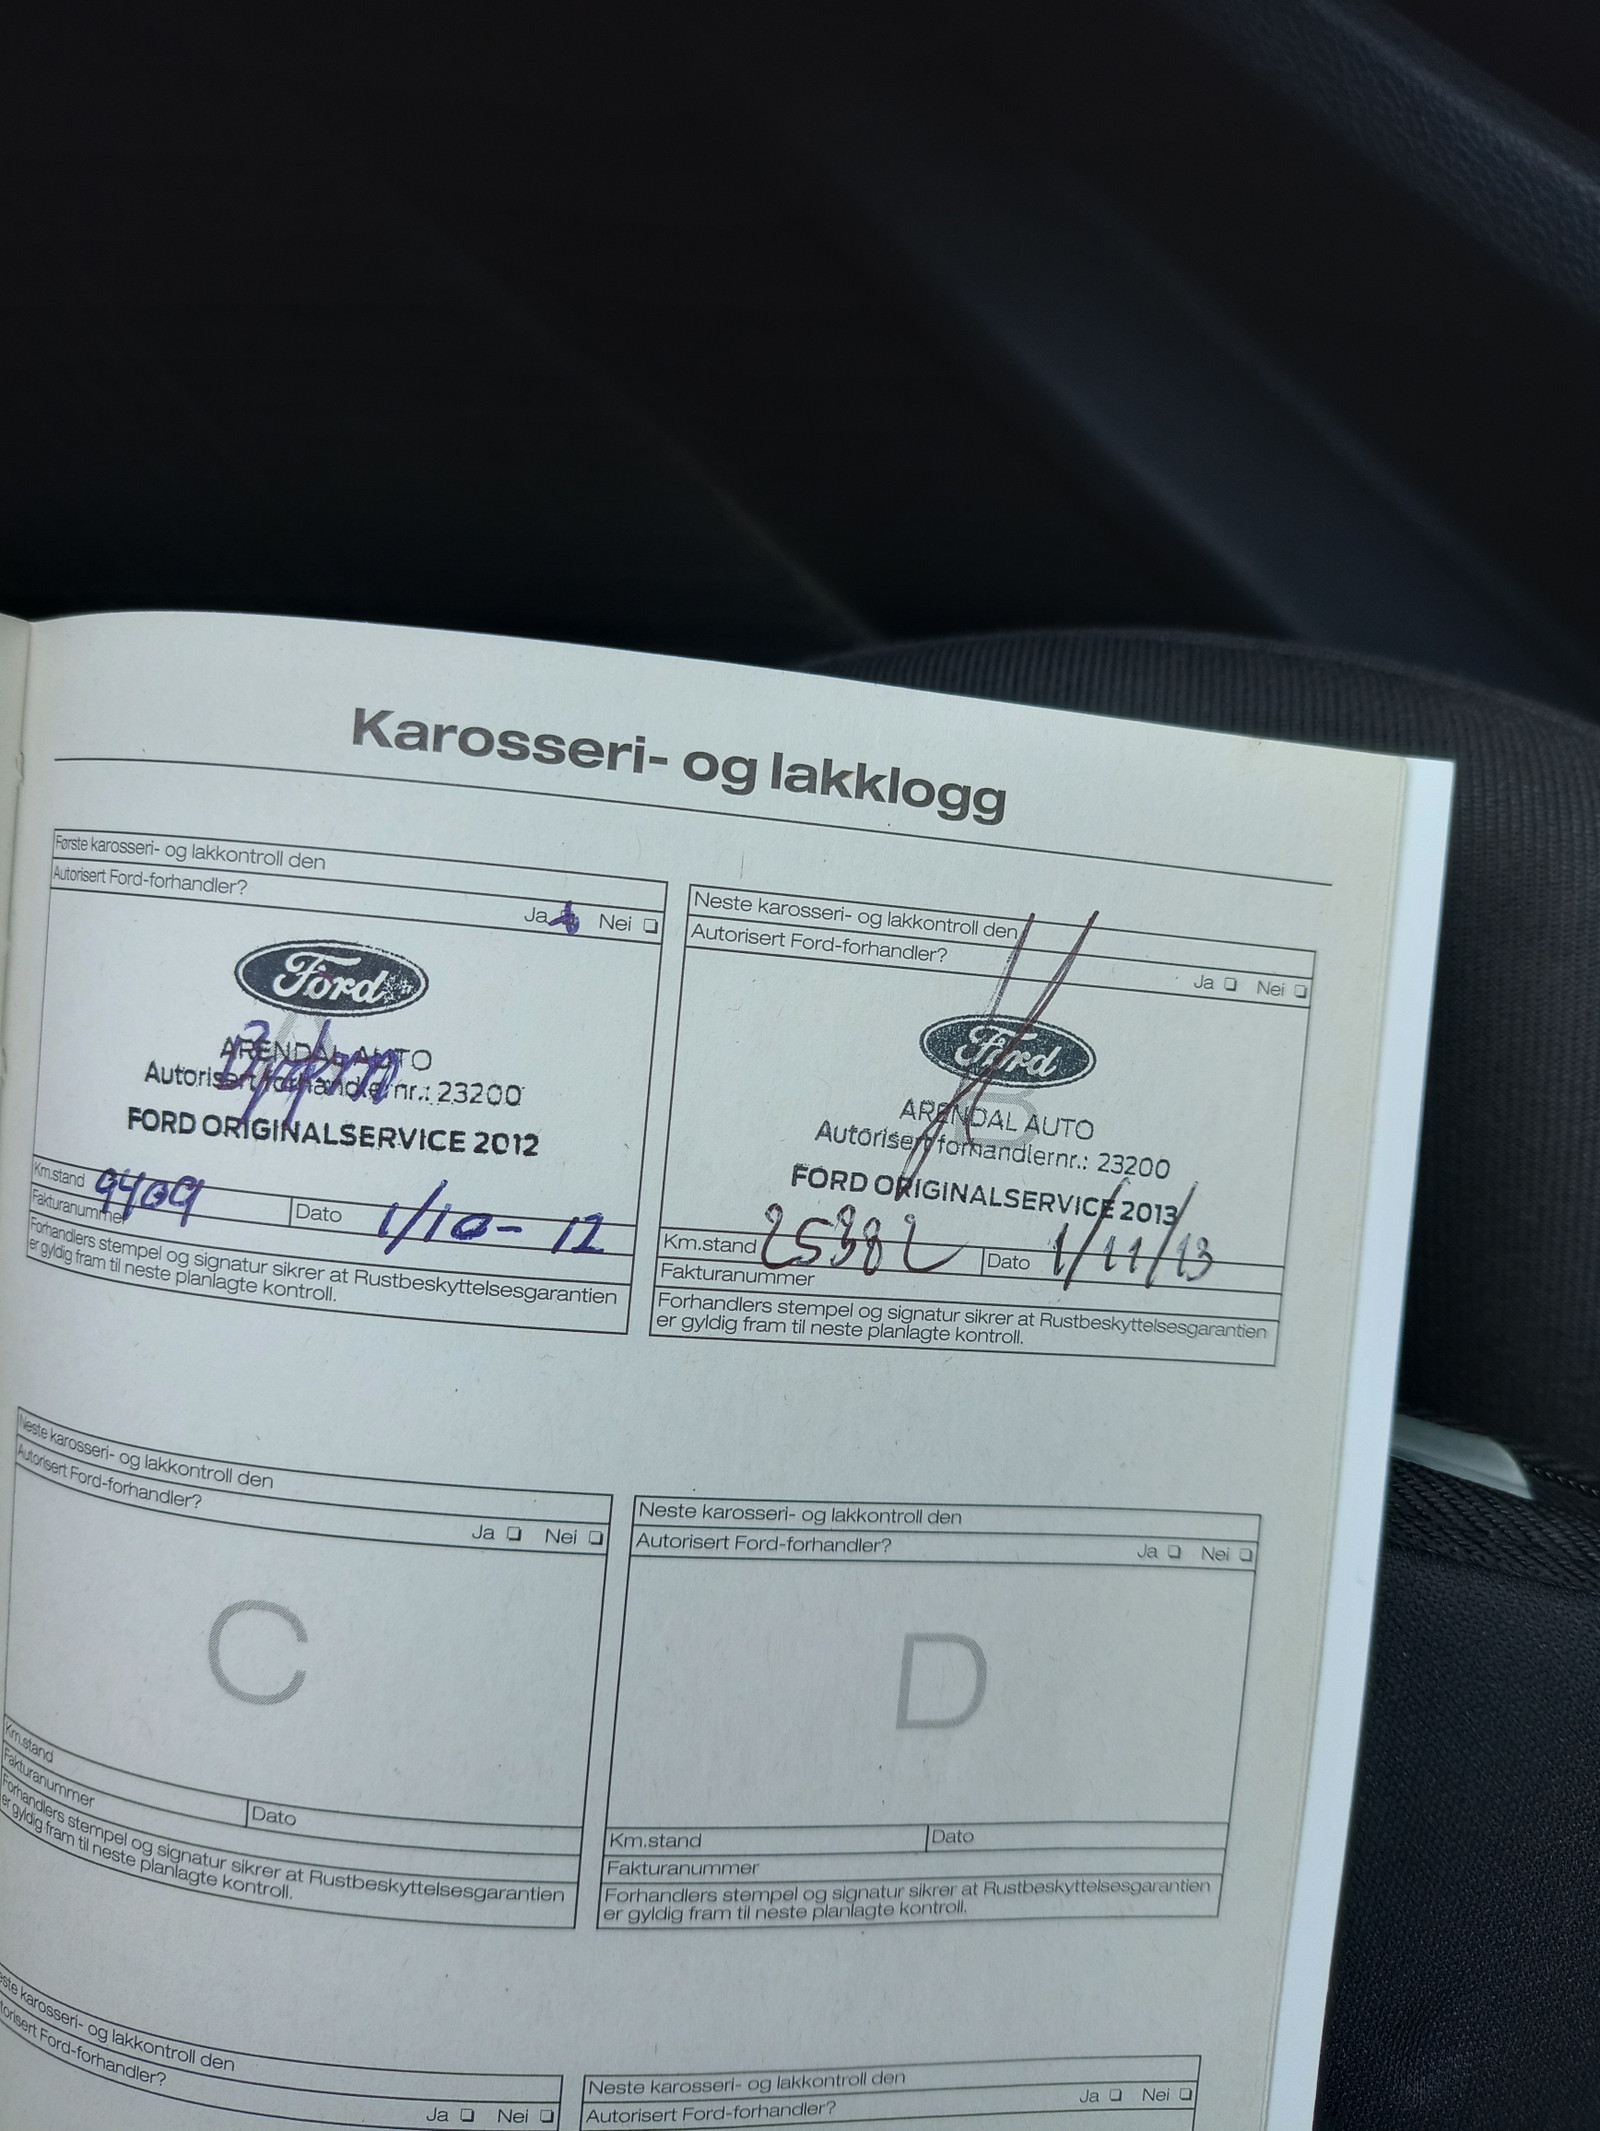 Karosseri- og lakklogg
Første karosseri- og lakkontroll den
Autorisert Ford-forhandler?
Ja Nei
Ford
ARENDAL AUTO
Autorisert forhandlernr.: 23200
FORD ORIGINALSERVICE 2012
Km.stand 9409
Dato 1/10-12
Fakturanummer
Forhandlers stempel og signatur sikrer at Rustbeskyttelsesgarantien
er gyldig fram til neste planlagte kontroll.
Neste karosseri- og lakkontroll den
Autorisert Ford-forhandler?
Ja Nei
Ford
B
ARENDAL AUTO
Autorisert forhandlernr.: 23200
FORD ORIGINALSERVICE 2013
Km.stand 25382
Dato 1/11/13
Fakturanummer
Forhandlers stempel og signatur sikrer at Rustbeskyttelsesgarantien
er gyldig fram til neste planlagte kontroll.
Neste karosseri- og lakkontroll den
Autorisert Ford-forhandler?
Ja Nei
C
Km.stand
Dato
Fakturanummer
Forhandlers stempel og signatur sikrer at Rustbeskyttelsesgarantien
er gyldig fram til neste planlagte kontroll.
Neste karosseri- og lakkontroll den
Autorisert Ford-forhandler?
Ja Nei
D
Km.stand Dato
Fakturanummer
Forhandlers stempel og signatur sikrer at Rustbeskyttelsesgarantien
er gyldig fram til neste planlagte kontroll.
karosseri- og lakkontroll den
Ford-forhandler?
Ja Nei
Neste karosseri- og lakkontroll den
Autorisert Ford-forhandler?
Ja Nei